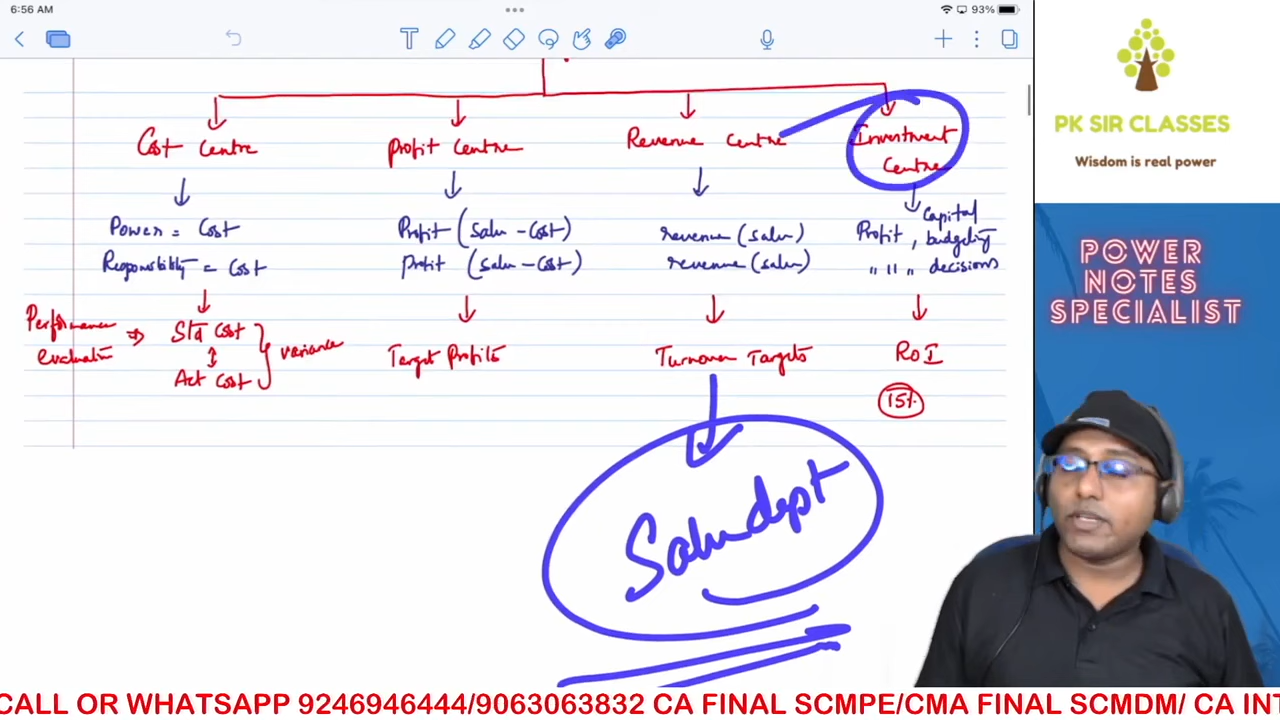 6:56 AM
93%
T
PK SIR CLASSES
Wisdom is real power
POWER
NOTES
SPECIALIST
Cost Centre
Profit Centre
Revenue Centre
Investment
Centre
Power = Cost
Responsibility = Cost
Profit (Sales - Cost)
Profit (Sales - Cost)
revenue (Sales)
revenue (Sales)
Profit, Capital
budgeting
" " " decisions
Performance
evaluation ⇒
Std Cost
↕
Act Cost
variance
Target Profits
Turnover Targets
ROI
15%
Sales dept
CALL OR WHATSAPP 9246946444/9063063832 CA FINAL SCMPE/CMA FINAL SCMDM/ CA INT